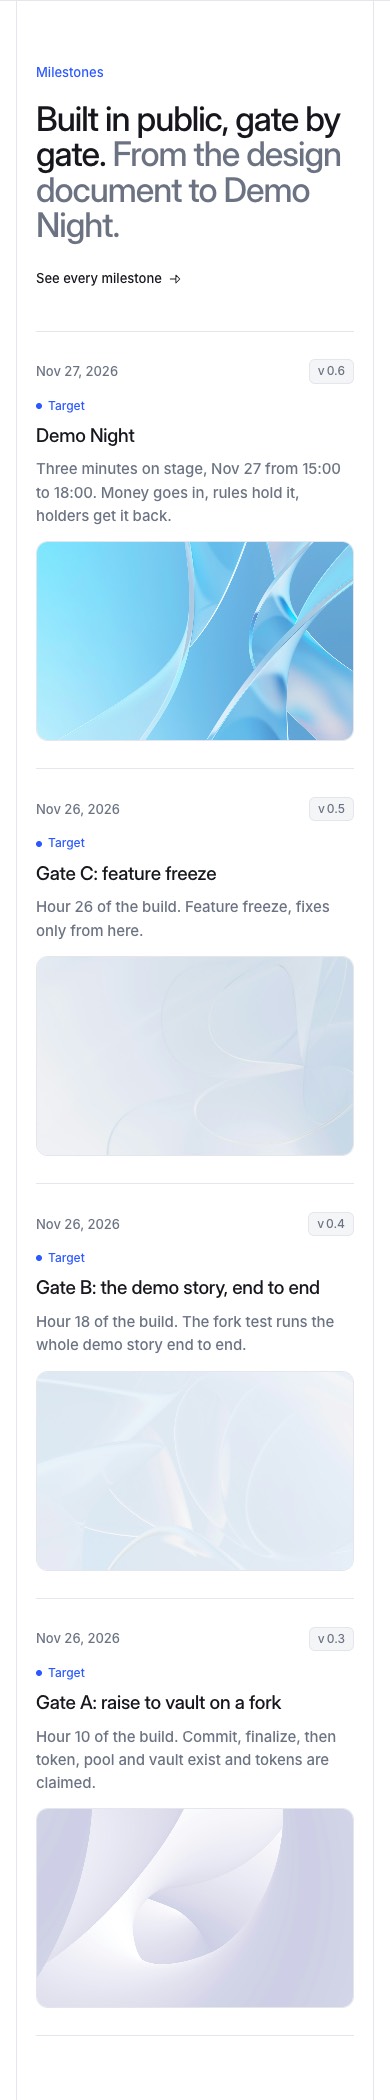 Milestones
Built in public, gate by
gate. From the design
document to Demo
Night.
See every milestone →
Nov 27, 2026
v 0.6
Target
Demo Night
Three minutes on stage, Nov 27 from 15:00
to 18:00. Money goes in, rules hold it,
holders get it back.
Nov 26, 2026
v 0.5
Target
Gate C: feature freeze
Hour 26 of the build. Feature freeze, fixes
only from here.
Nov 26, 2026
v 0.4
Target
Gate B: the demo story, end to end
Hour 18 of the build. The fork test runs the
whole demo story end to end.
Nov 26, 2026
v 0.3
Target
Gate A: raise to vault on a fork
Hour 10 of the build. Commit, finalize, then
token, pool and vault exist and tokens are
claimed.